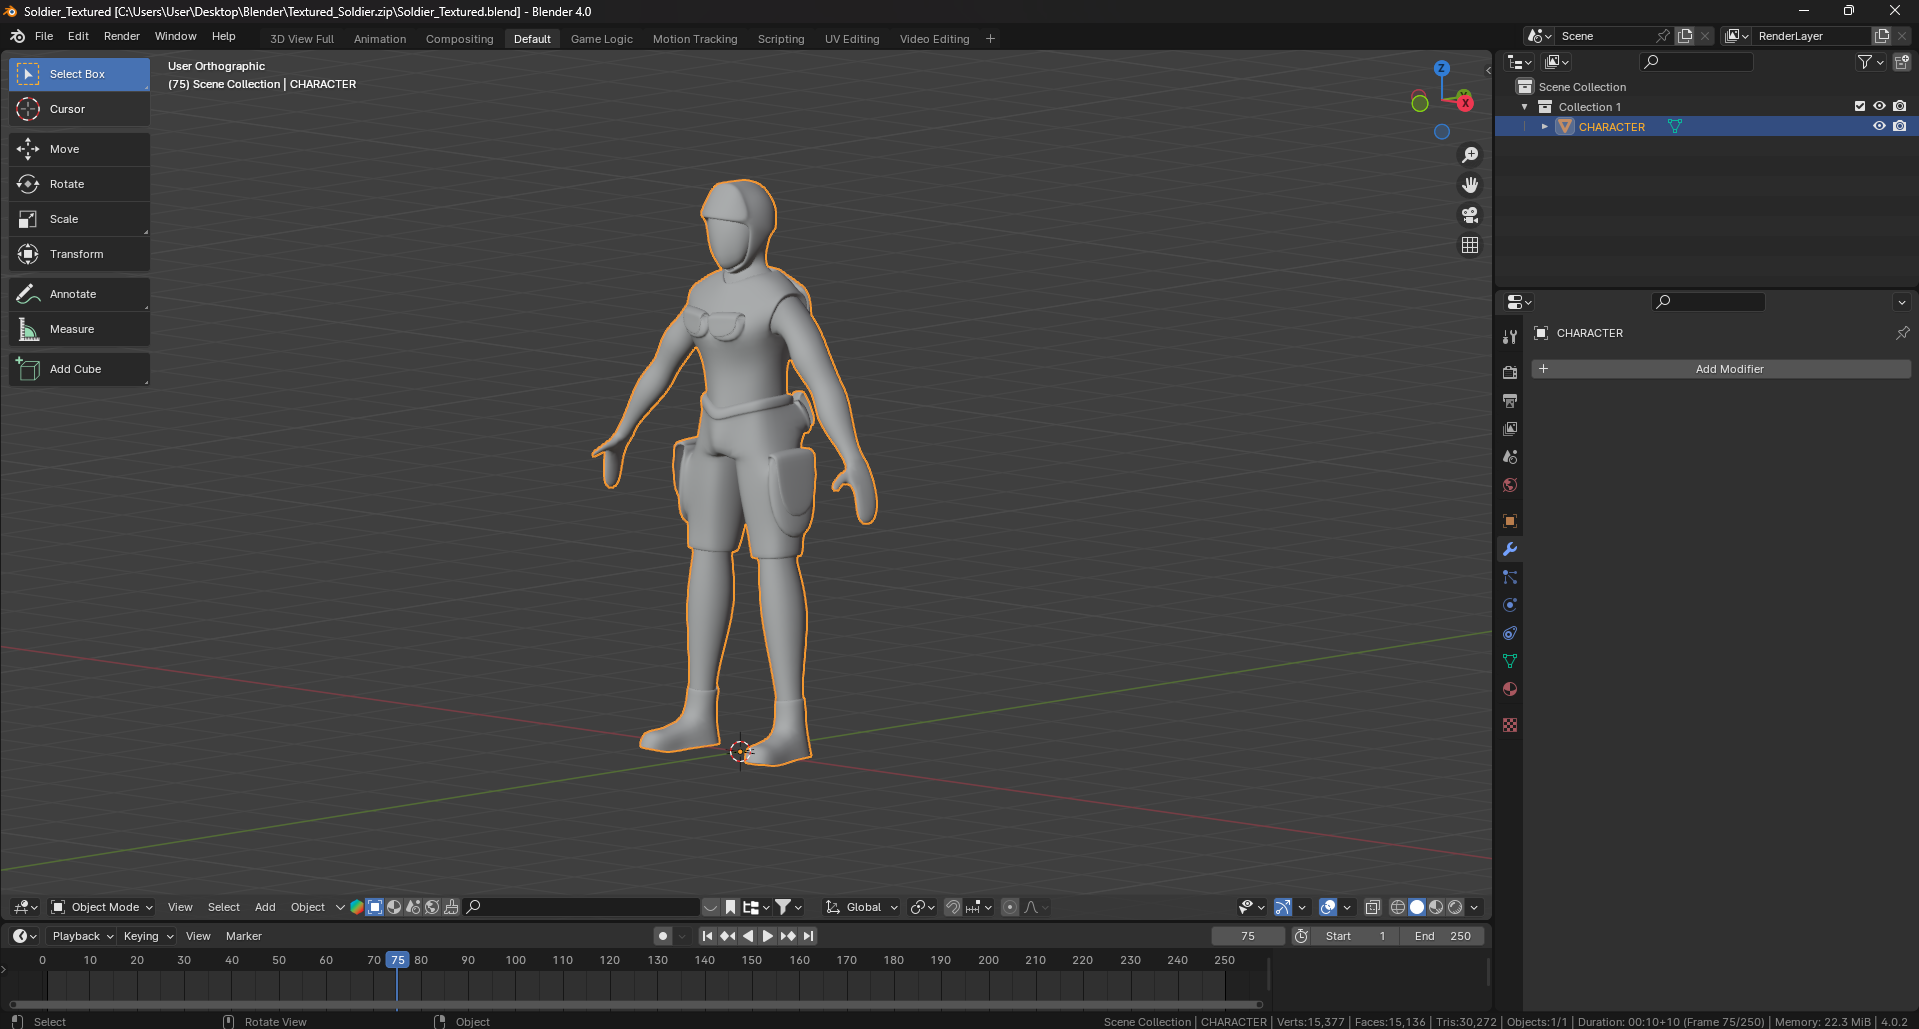 Soldier_Textured [C:\Users\User\Desktop\Blender\Textured_Soldier.zip\Soldier_Textured.blend] - Blender 4.0
File Edit Render Window Help 3D View Full Animation Compositing Default Game Logic Motion Tracking Scripting UV Editing Video Editing + Scene RenderLayer
Select Box
Cursor
Move
Rotate
Scale
Transform
Annotate
Measure
Add Cube
User Orthographic
(75) Scene Collection | CHARACTER
Z
Y
X
Scene Collection
Collection 1
CHARACTER
CHARACTER
+ Add Modifier
Object Mode View Select Add Object Global
Playback Keying View Marker 75 Start 1 End 250
0 10 20 30 40 50 60 70 75 80 90 100 110 120 130 140 150 160 170 180 190 200 210 220 230 240 250
Select Rotate View Object Scene Collection | CHARACTER | Verts:15,377 | Faces:15,136 | Tris:30,272 | Objects:1/1 | Duration: 00:10+10 (Frame 75/250) | Memory: 22.3 MiB | 4.0.2